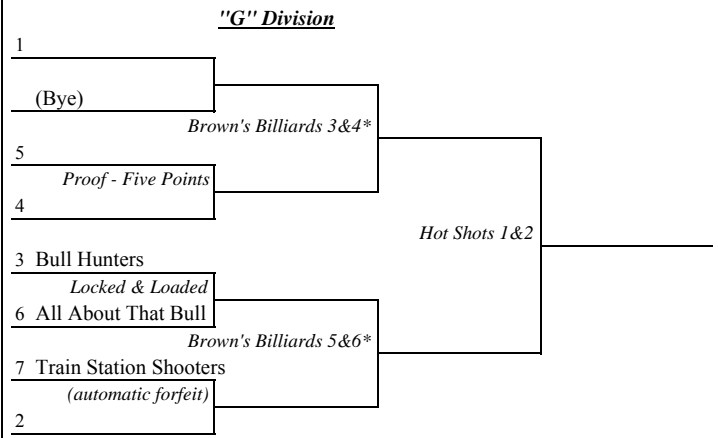 "G" Division
1
(Bye)
Brown's Billiards 3&4*
5
Proof - Five Points
4
Hot Shots 1&2
3 Bull Hunters
Locked & Loaded
6 All About That Bull
Brown's Billiards 5&6*
7 Train Station Shooters
(automatic forfeit)
2